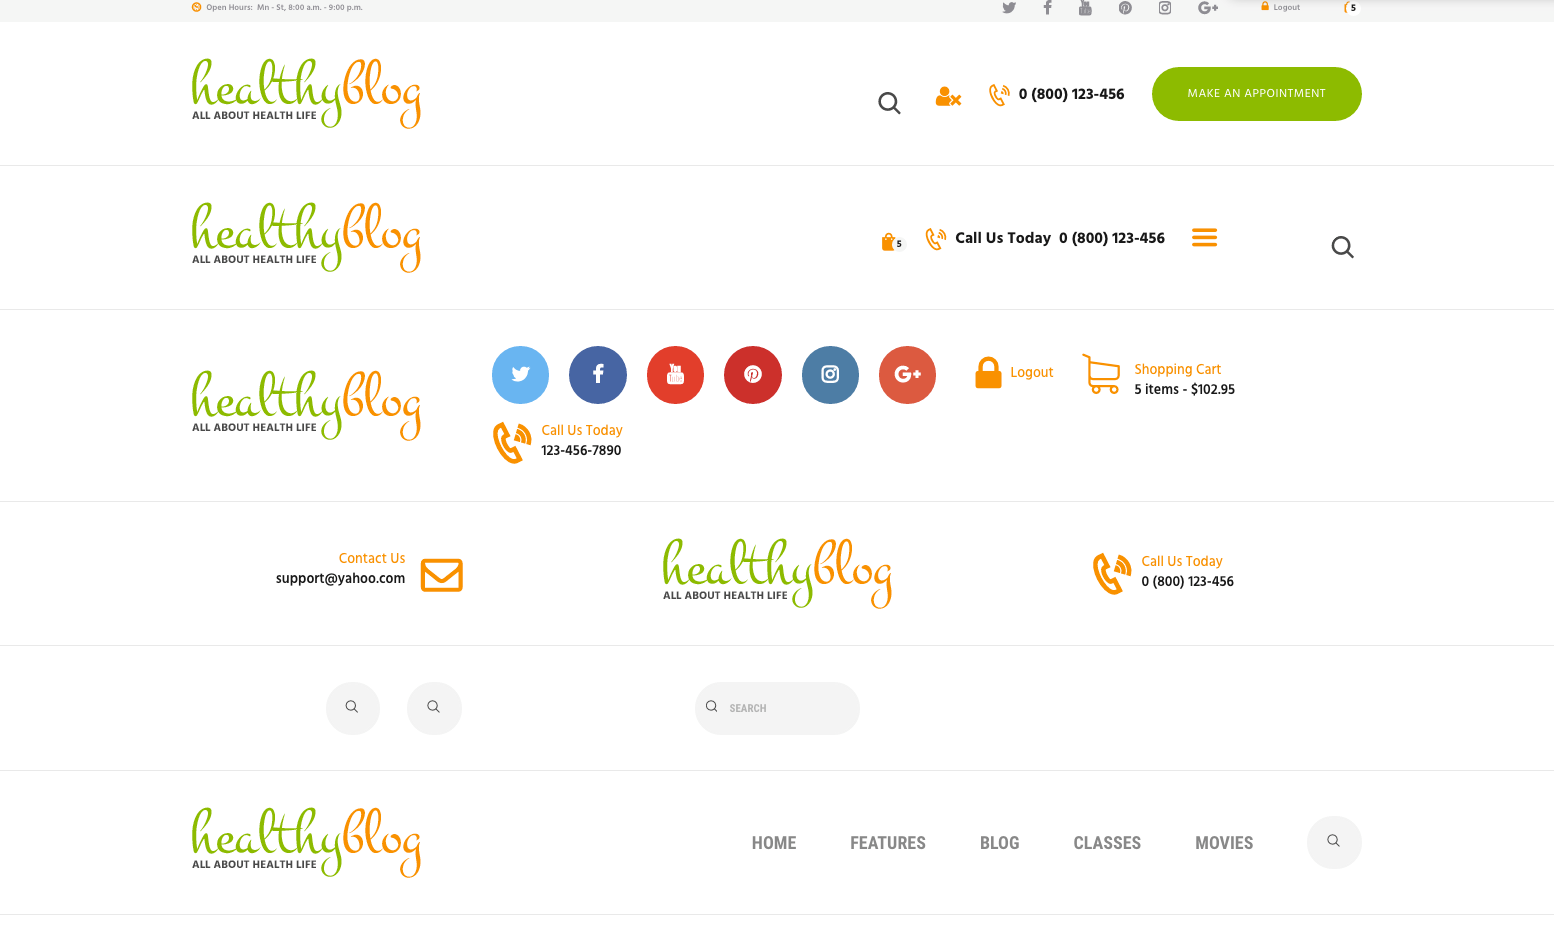 Open Hours: Mn - St, 8:00 a.m. - 9:00 p.m.
Logout
5
healthyblog
ALL ABOUT HEALTH LIFE
0 (800) 123-456
MAKE AN APPOINTMENT
healthyblog
ALL ABOUT HEALTH LIFE
5
Call Us Today 0 (800) 123-456
healthyblog
ALL ABOUT HEALTH LIFE
You Tube
G+
Logout
Shopping Cart
5 items - $102.95
Call Us Today
123-456-7890
Contact Us
support@yahoo.com
healthyblog
ALL ABOUT HEALTH LIFE
Call Us Today
0 (800) 123-456
SEARCH
healthyblog
ALL ABOUT HEALTH LIFE
HOME FEATURES BLOG CLASSES MOVIES